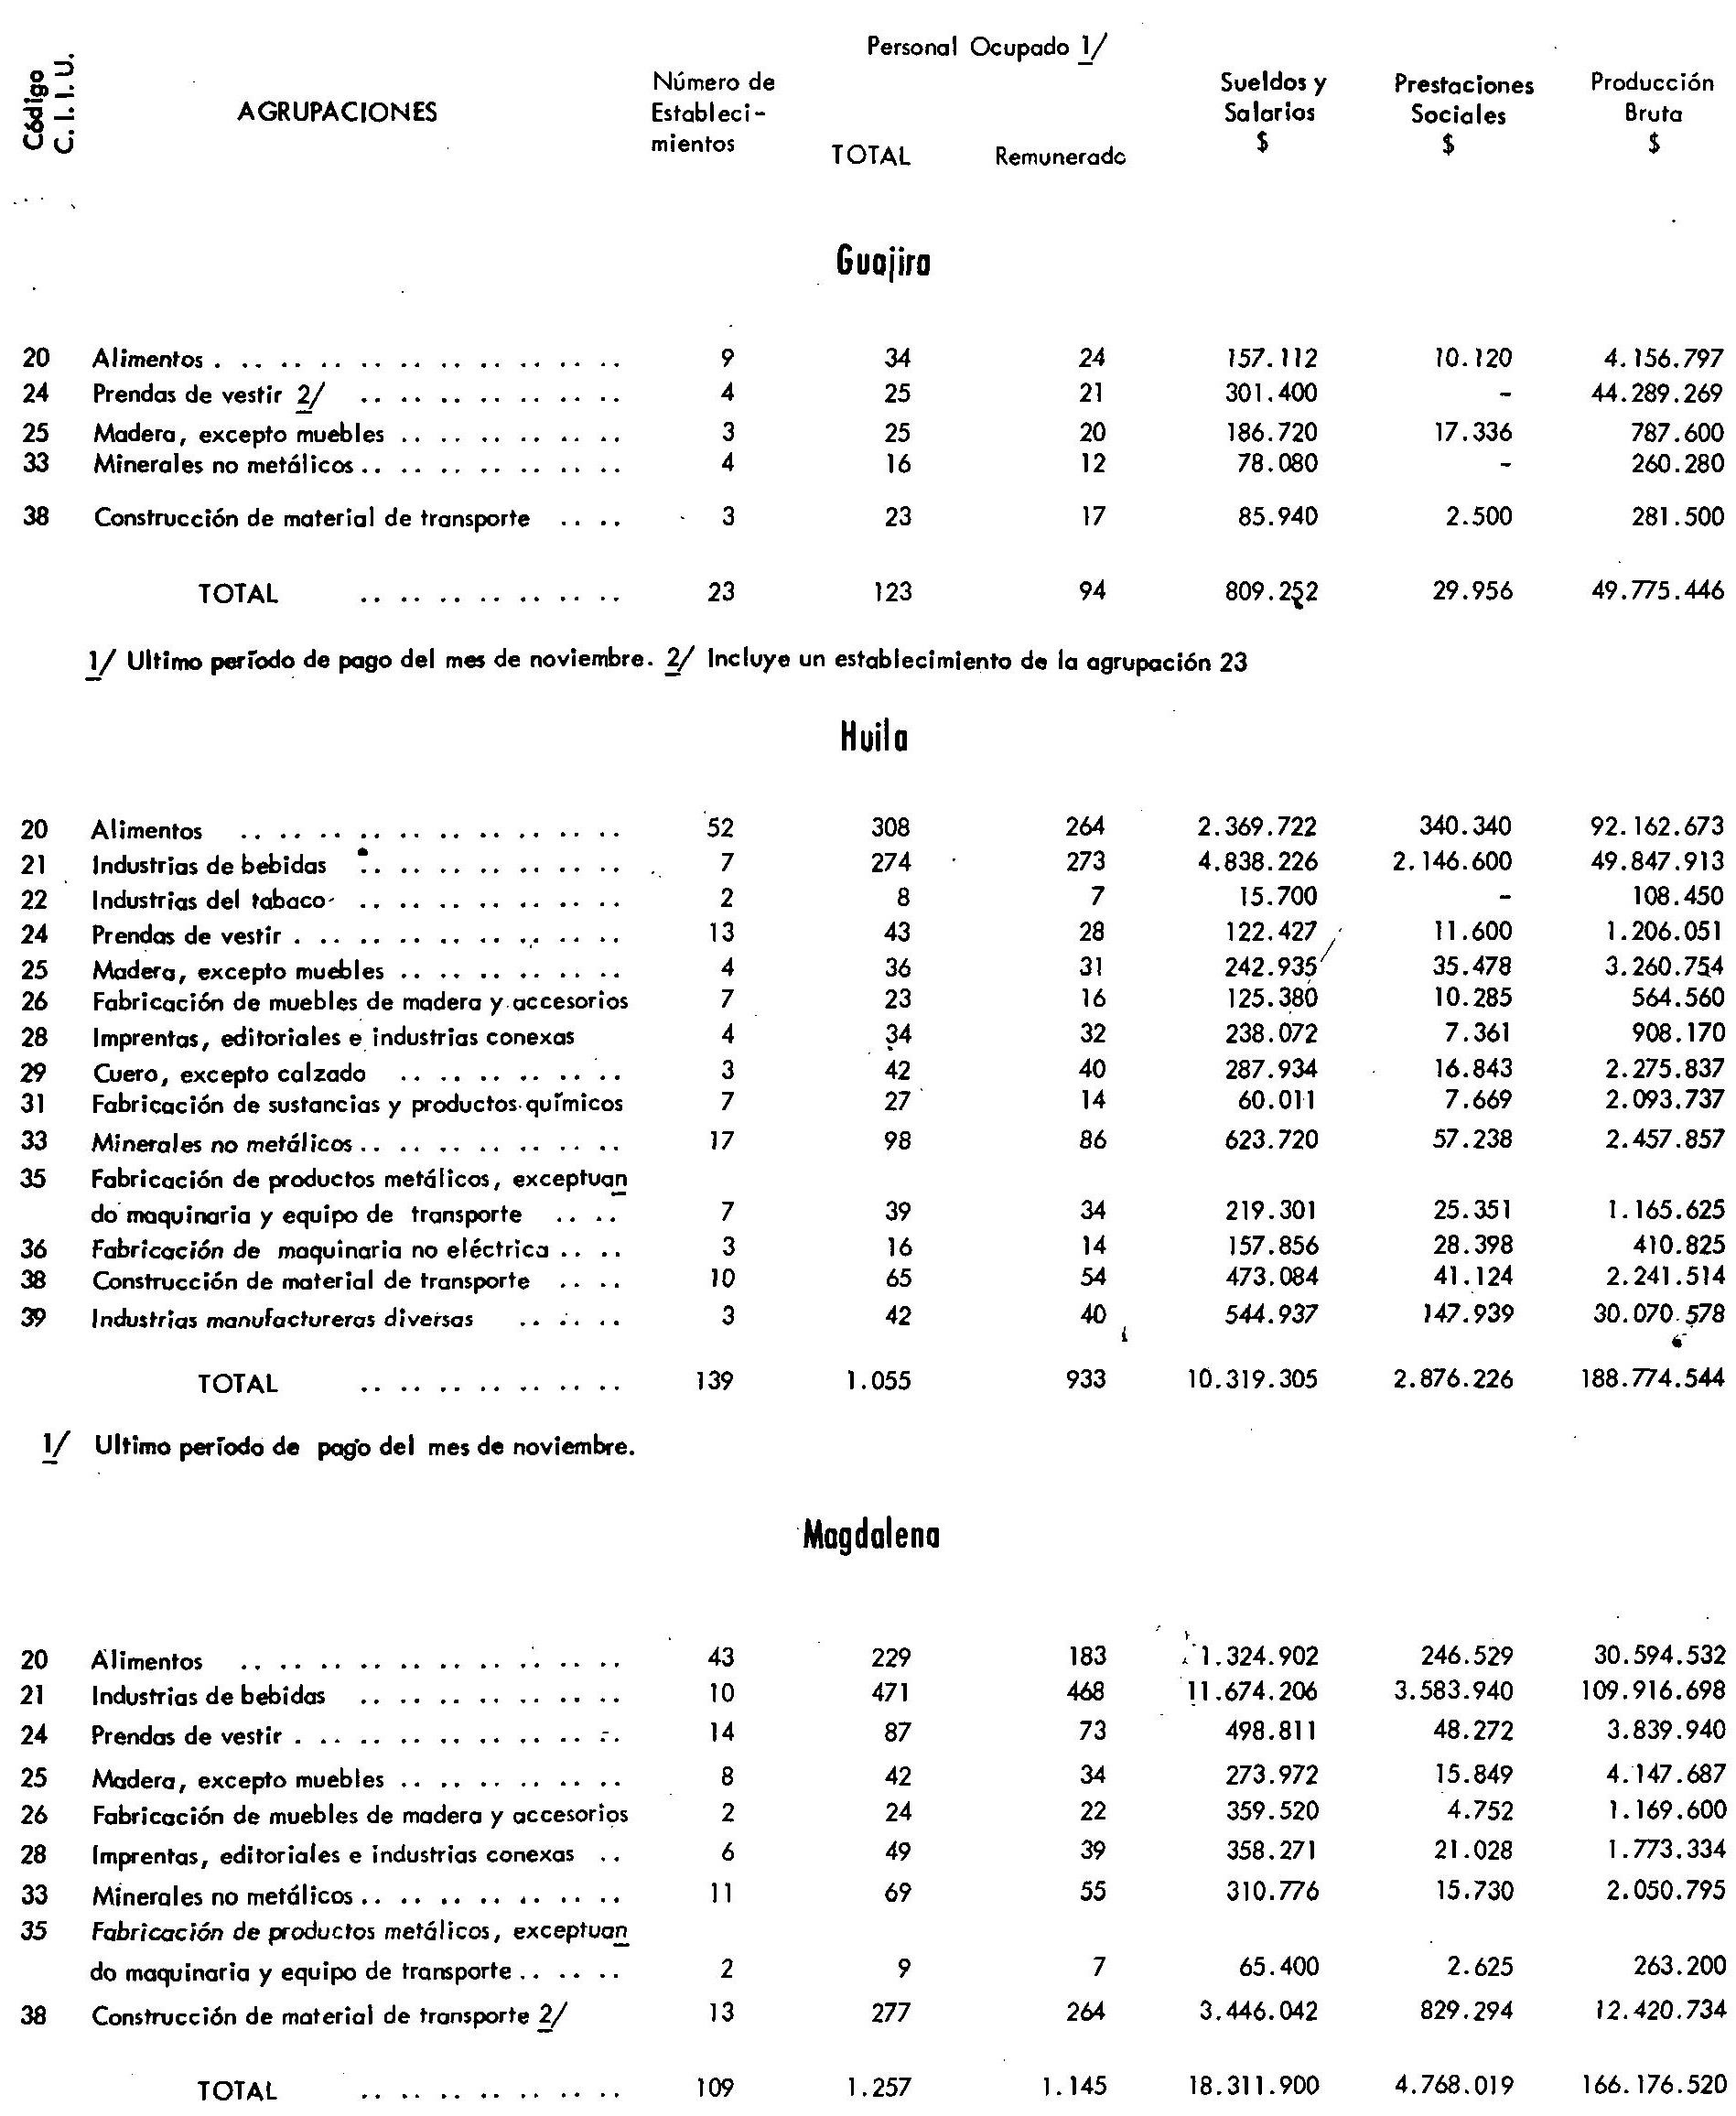 Código C. I. I. U. AGRUPACIONES Número de Estableci- mientos Personal Ocupado 1/ TOTAL Remunerado Sueldos y Salarios $ Prestaciones Sociales $ Producción Bruta $
Guajira
20 Alimentos . .. .. .. .. .. .. .. .. .. .. 9 34 24 157.112 10.120 4.156.797
24 Prendas de vestir 2/ .. .. .. .. .. .. .. 4 25 21 301.400 - 44.289.269
25 Madera, excepto muebles .. .. .. .. .. .. 3 25 20 186.720 17.336 787.600
33 Minerales no metálicos .. .. .. .. .. .. .. 4 16 12 78.080 - 260.280
38 Construcción de material de transporte .. .. 3 23 17 85.940 2.500 281.500
TOTAL .. .. .. .. .. .. .. 23 123 94 809.252 29.956 49.775.446
1/ Ultimo período de pago del mes de noviembre. 2/ Incluye un establecimiento de la agrupación 23
Huila
20 Alimentos .. .. .. .. .. .. .. .. .. .. 52 308 264 2.369.722 340.340 92.162.673
21 Industrias de bebidas .. .. .. .. .. .. .. 7 274 273 4.838.226 2.146.600 49.847.913
22 Industrias del tabaco .. .. .. .. .. .. .. 2 8 7 15.700 - 108.450
24 Prendas de vestir . .. .. .. .. .. .. .. .. 13 43 28 122.427 11.600 1.206.051
25 Madera, excepto muebles .. .. .. .. .. .. 4 36 31 242.935 35.478 3.260.754
26 Fabricación de muebles de madera y accesorios 7 23 16 125.380 10.285 564.560
28 Imprentas, editoriales e industrias conexas 4 34 32 238.072 7.361 908.170
29 Cuero, excepto calzado .. .. .. .. .. .. 3 42 40 287.934 16.843 2.275.837
31 Fabricación de sustancias y productos químicos 7 27 14 60.011 7.669 2.093.737
33 Minerales no metálicos .. .. .. .. .. .. .. 17 98 86 623.720 57.238 2.457.857
35 Fabricación de productos metálicos, exceptuan
do maquinaria y equipo de transporte .. .. 7 39 34 219.301 25.351 1.165.625
36 Fabricación de maquinaria no eléctrica .. .. 3 16 14 157.856 28.398 410.825
38 Construcción de material de transporte .. .. 10 65 54 473.084 41.124 2.241.514
39 Industrias manufactureras diversas .. .. .. 3 42 40 544.937 147.939 30.070.578
TOTAL .. .. .. .. .. .. .. 139 1.055 933 10.319.305 2.876.226 188.774.544
1/ Ultimo período de pago del mes de noviembre.
Magdalena
20 Alimentos .. .. .. .. .. .. .. .. .. .. 43 229 183 1.324.902 246.529 30.594.532
21 Industrias de bebidas .. .. .. .. .. .. .. 10 471 468 11.674.206 3.583.940 109.916.698
24 Prendas de vestir . .. .. .. .. .. .. .. .. 14 87 73 498.811 48.272 3.839.940
25 Madera, excepto muebles .. .. .. .. .. .. 8 42 34 273.972 15.849 4.147.687
26 Fabricación de muebles de madera y accesorios 2 24 22 359.520 4.752 1.169.600
28 Imprentas, editoriales e industrias conexas .. 6 49 39 358.271 21.028 1.773.334
33 Minerales no metálicos .. .. .. .. .. .. .. 11 69 55 310.776 15.730 2.050.795
35 Fabricación de productos metálicos, exceptuan
do maquinaria y equipo de transporte .. .. .. 2 9 7 65.400 2.625 263.200
38 Construcción de material de transporte 2/ 13 277 264 3.446.042 829.294 12.420.734
TOTAL .. .. .. .. .. .. .. 109 1.257 1.145 18.311.900 4.768.019 166.176.520